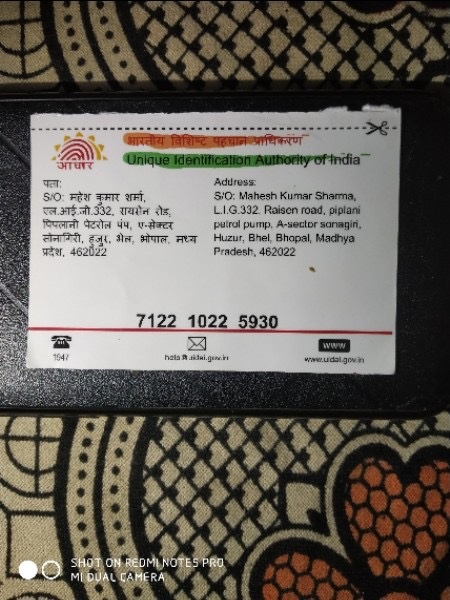 भारतीय विशिष्ट पहचान प्राधिकरण
Unique Identification Authority of India
आधार
पता:
S/O: महेश कुमार शर्मा,
एल.आई.जी.332, रायसेन रोड,
पिपलानी पेटरोल पंप, ए-सेक्टर
सोनागिरी, हुजुर, भेल, भोपाल, मध्य
प्रदेश, 462022
Address:
S/O: Mahesh Kumar Sharma,
L.I.G.332. Raisen road, piplani
putrol pump, A-sector sonagiri,
Huzur, Bhel, Bhopal, Madhya
Pradesh, 462022
7122 1022 5930
1947
help@uidai.gov.in
www
www.uidai.gov.in
SHOT ON REDMI NOTE5 PRO
MI DUAL CAMERA